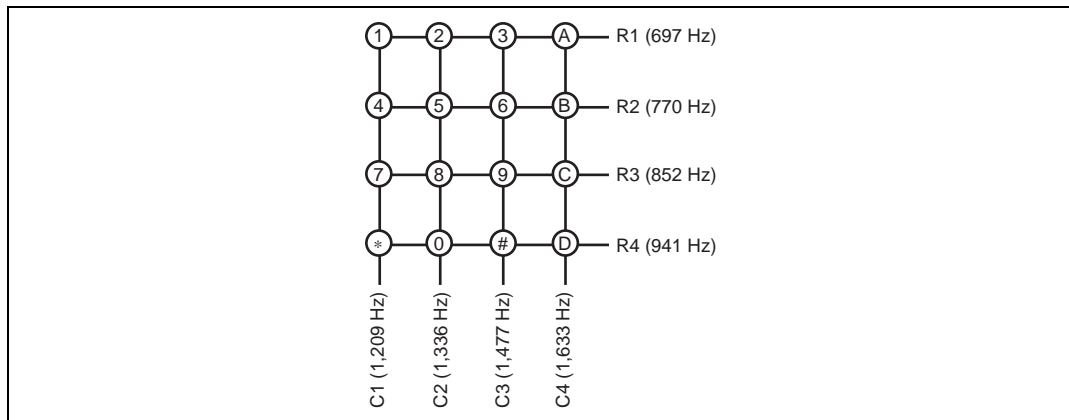 1 2 3 A R1 (697 Hz)
4 5 6 B R2 (770 Hz)
7 8 9 C R3 (852 Hz)
* 0 # D R4 (941 Hz)
C1 (1,209 Hz)
C2 (1,336 Hz)
C3 (1,477 Hz)
C4 (1,633 Hz)